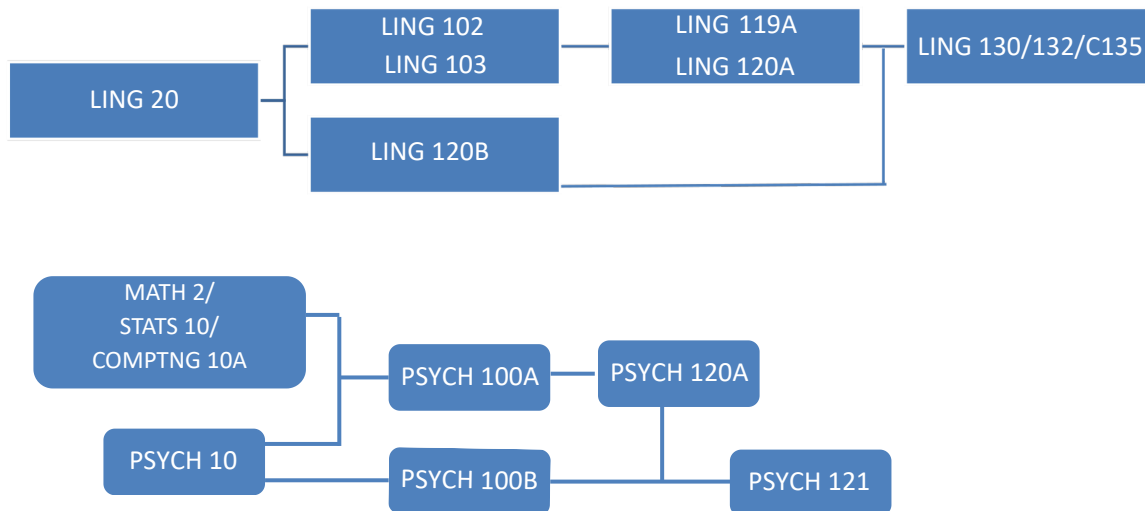 LING 20
LING 102
LING 103
LING 119A
LING 120A
LING 130/132/C135
LING 120B
MATH 2/
STATS 10/
COMPTNG 10A
PSYCH 100A
PSYCH 120A
PSYCH 10
PSYCH 100B
PSYCH 121